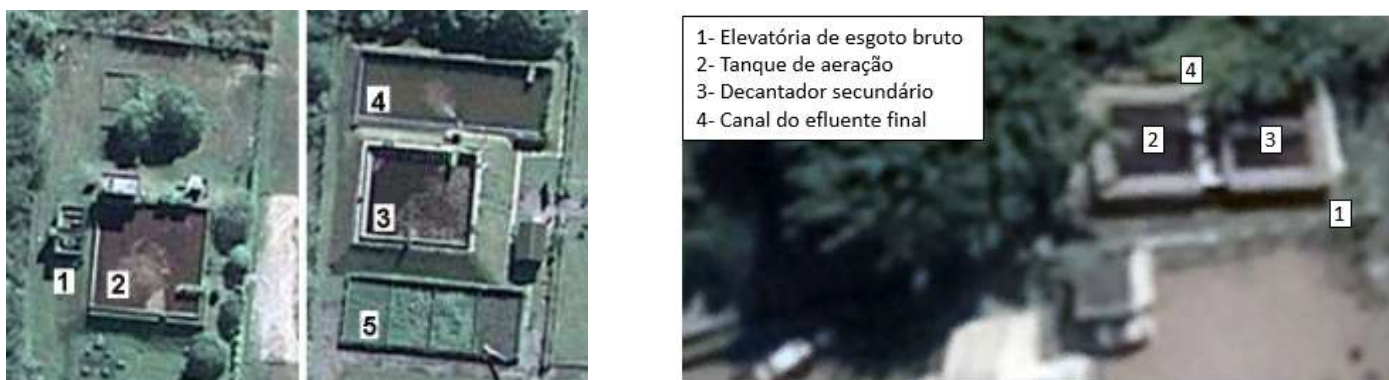 1
2
4
3
5
1- Elevatória de esgoto bruto
2- Tanque de aeração
3- Decantador secundário
4- Canal do efluente final
4
2
3
1